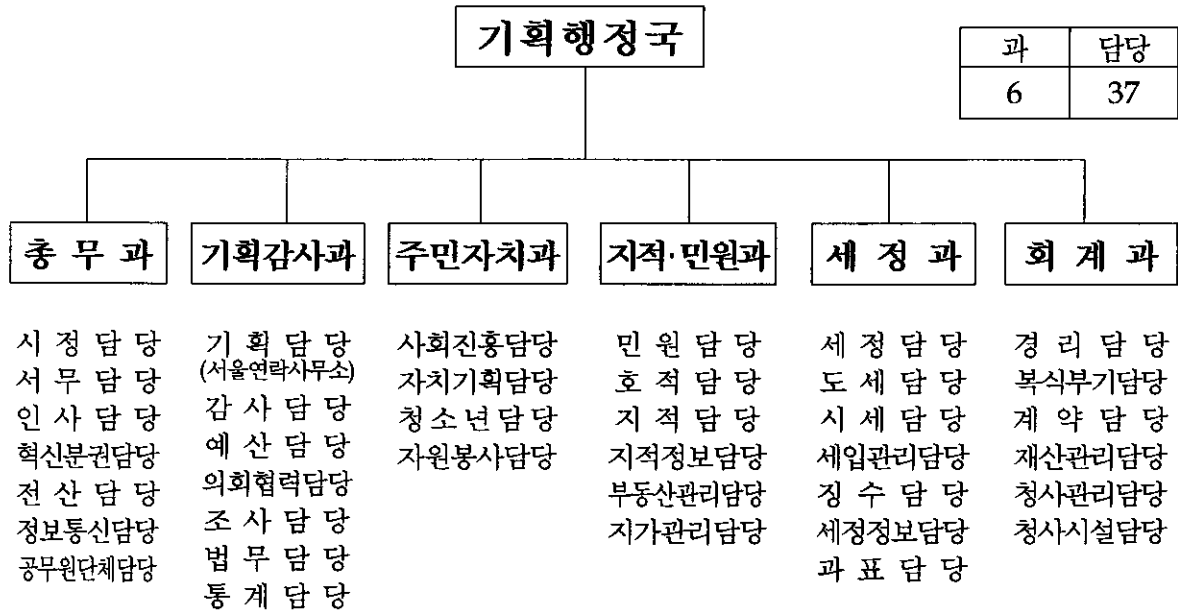 기획행정국
과 담당
6 37
총 무 과
시 정 담 당
서 무 담 당
인 사 담 당
혁신분권담당
전 산 담 당
정보통신담당
공무원단체담당
기획감사과
기 획 담 당
(서울연락사무소)
감 사 담 당
예 산 담 당
의회협력담당
조 사 담 당
법 무 담 당
통 계 담 당
주민자치과
사회진흥담당
자치기획담당
청소년담당
자원봉사담당
지적·민원과
민 원 담 당
호 적 담 당
지 적 담 당
지적정보담당
부동산관리담당
지가관리담당
세 정 과
세 정 담 당
도 세 담 당
시 세 담 당
세입관리담당
징 수 담 당
세정정보담당
과 표 담 당
회 계 과
경 리 담 당
복식부기담당
계 약 담 당
재산관리담당
청사관리담당
청사시설담당